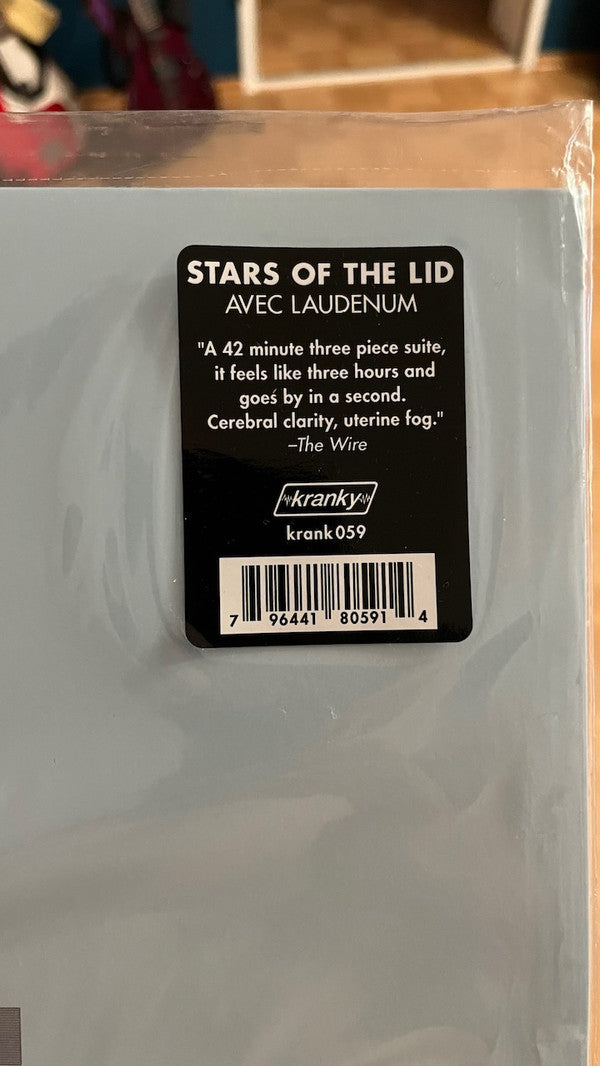 STARS OF THE LID
AVEC LAUDENUM
"A 42 minute three piece suite,
it feels like three hours and
goes by in a second.
Cerebral clarity, uterine fog."
–The Wire
kranky
krank059
7 96441 80591 4